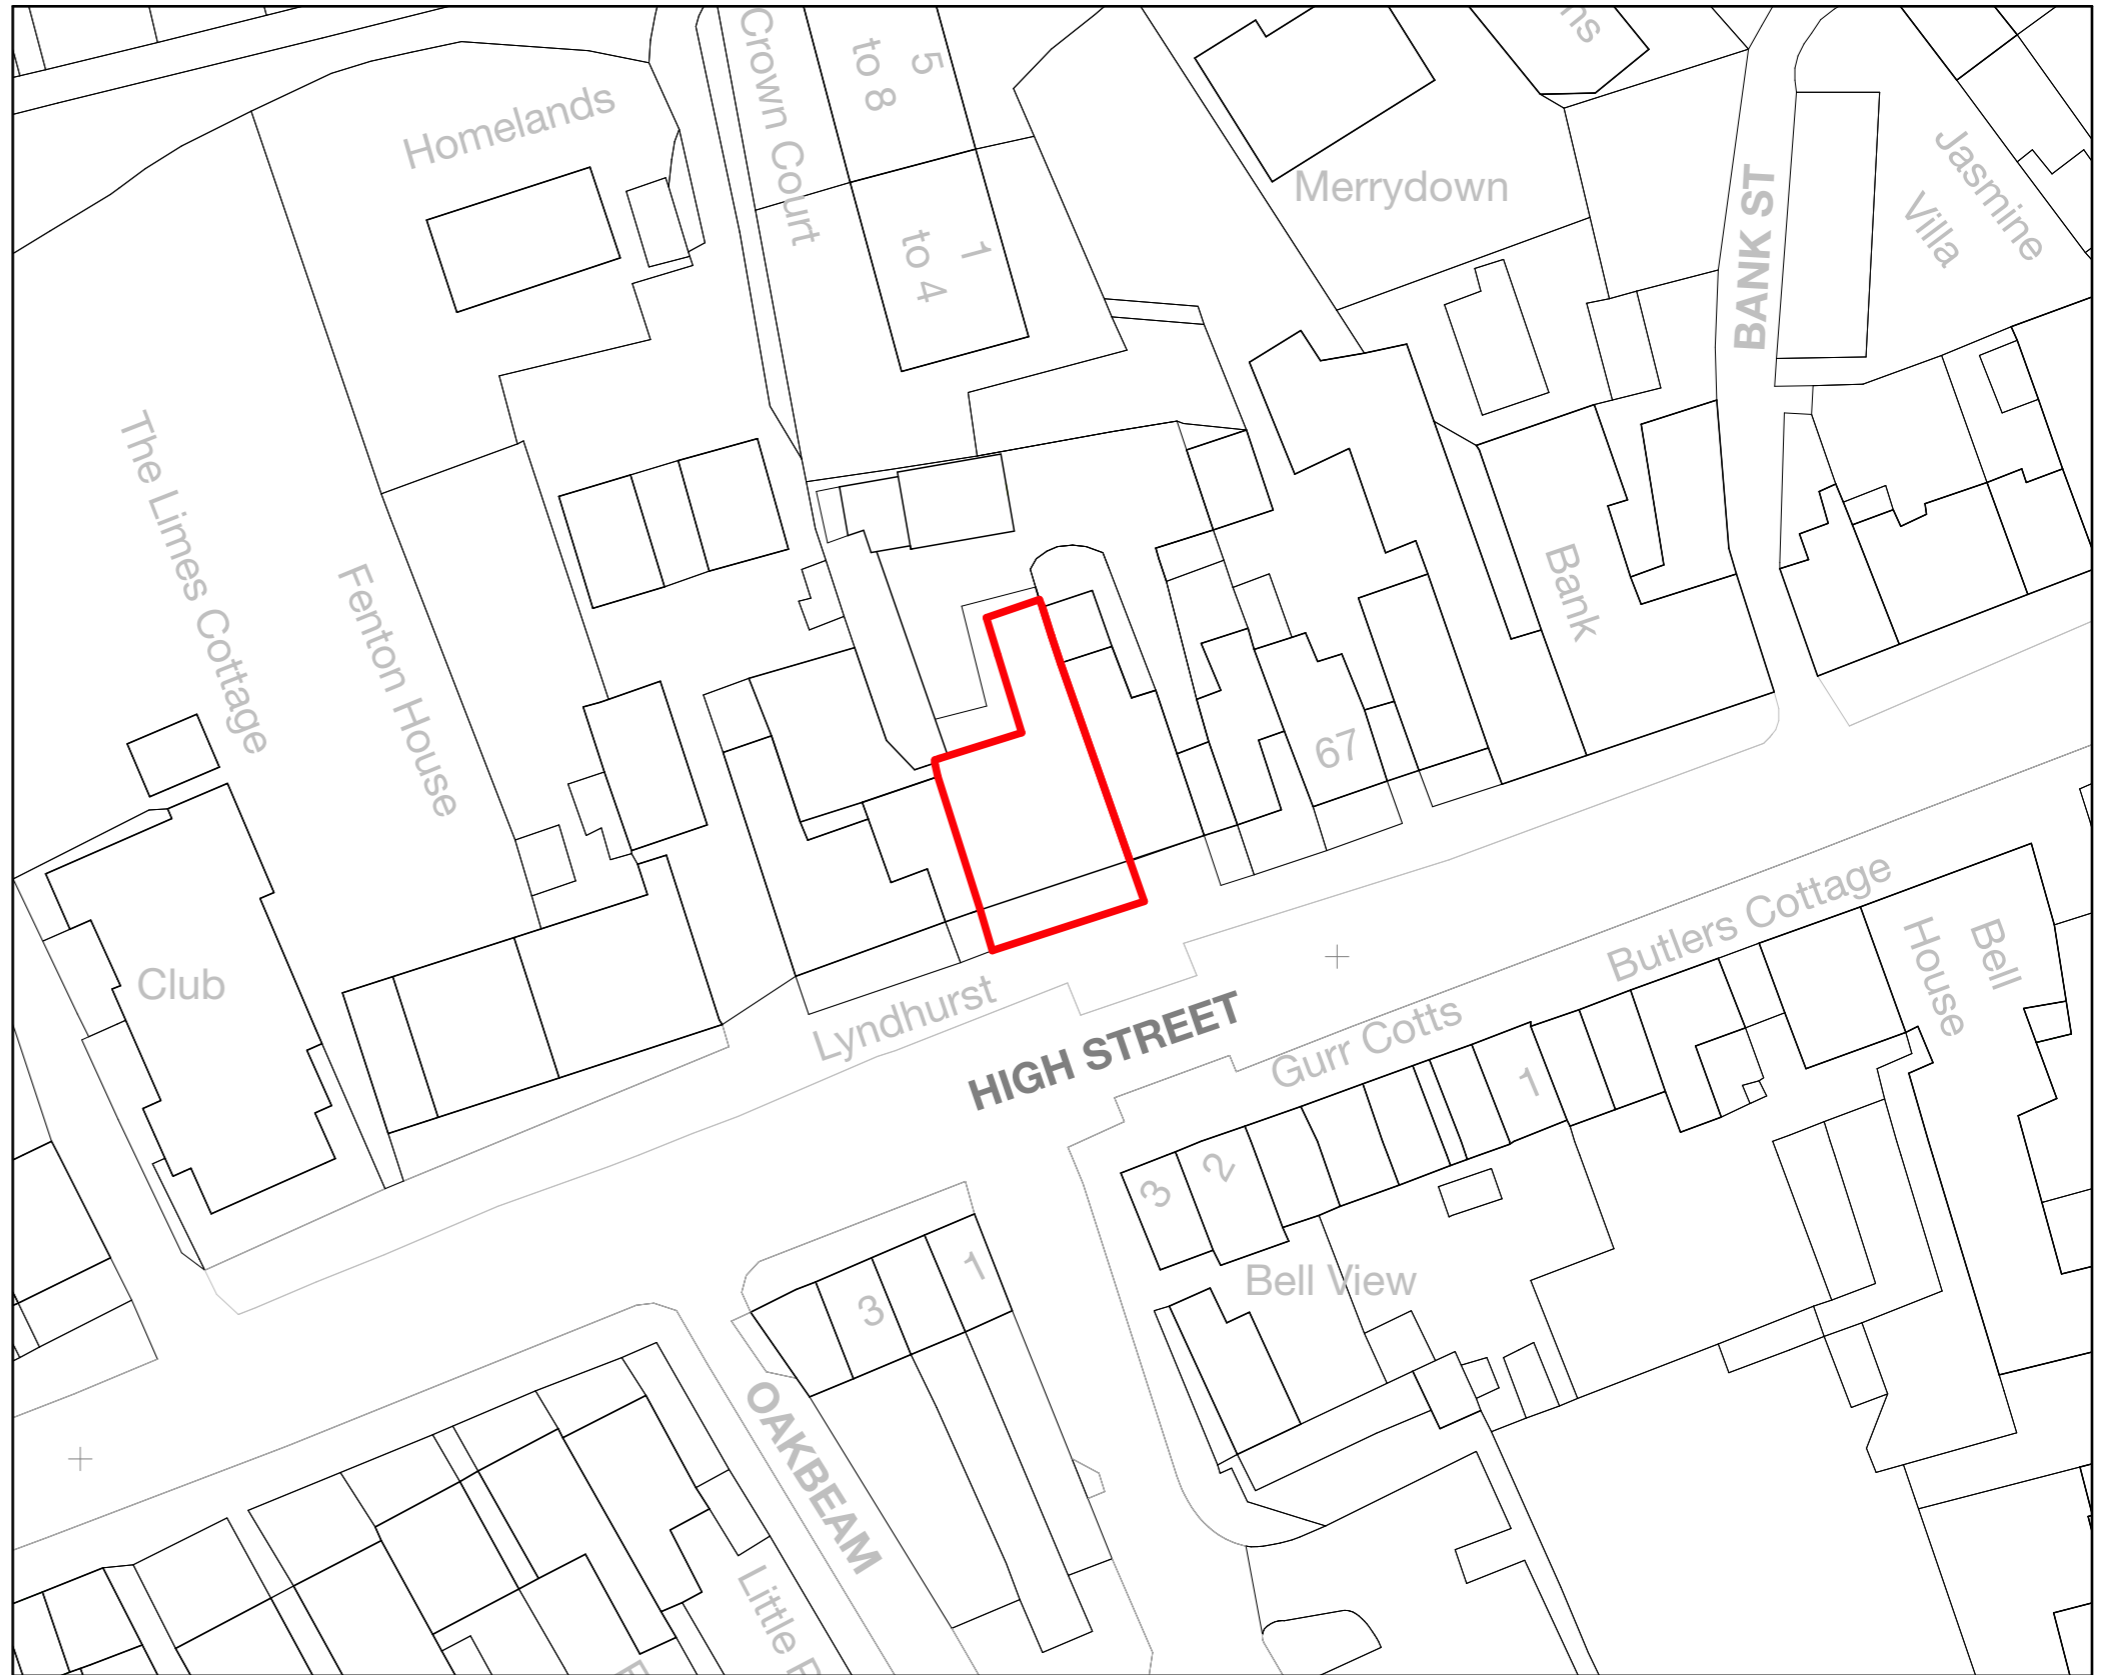 Homelands
Crown Court
5
to 8
1
to 4
Merrydown
BANK ST
Jasmine
Villa
The Limes Cottage
Fenton House
Bank
67
Club
Lyndhurst
HIGH STREET
Butlers Cottage
Bell
House
Gurr Cotts
1
2
3
Bell View
1
3
OAKBEAM
Little